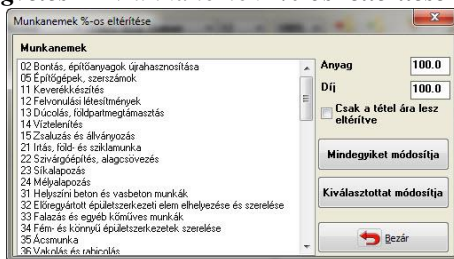 Munkanemek %-os eltérítése
Munkanemek
02 Bontás, építőanyagok újrahasznosítása
05 Építőgépek, szerszámok
11 Keverékkészítés
12 Felvonulási létesítmények
13 Dúcolás, földpartmegtámasztás
14 Víztelenítés
15 Zsaluzás és állványozás
21 Irtás, föld- és sziklamunka
22 Szivárgóépítés, alagcsövezés
23 Síkalapozás
24 Mélyalapozás
31 Helyszíni beton és vasbeton munkák
32 Előregyártott épületszerkezeti elem elhelyezése és szerelése
33 Falazás és egyéb kőműves munkák
34 Fém- és könnyű épületszerkezetek szerelése
35 Ácsmunka
36 Vakolás és rabicolás
Anyag 100.0
Díj 100.0
Csak a tétel ára lesz
eltérítve
Mindegyiket módosítja
Kiválasztottat módosítja
Bezár